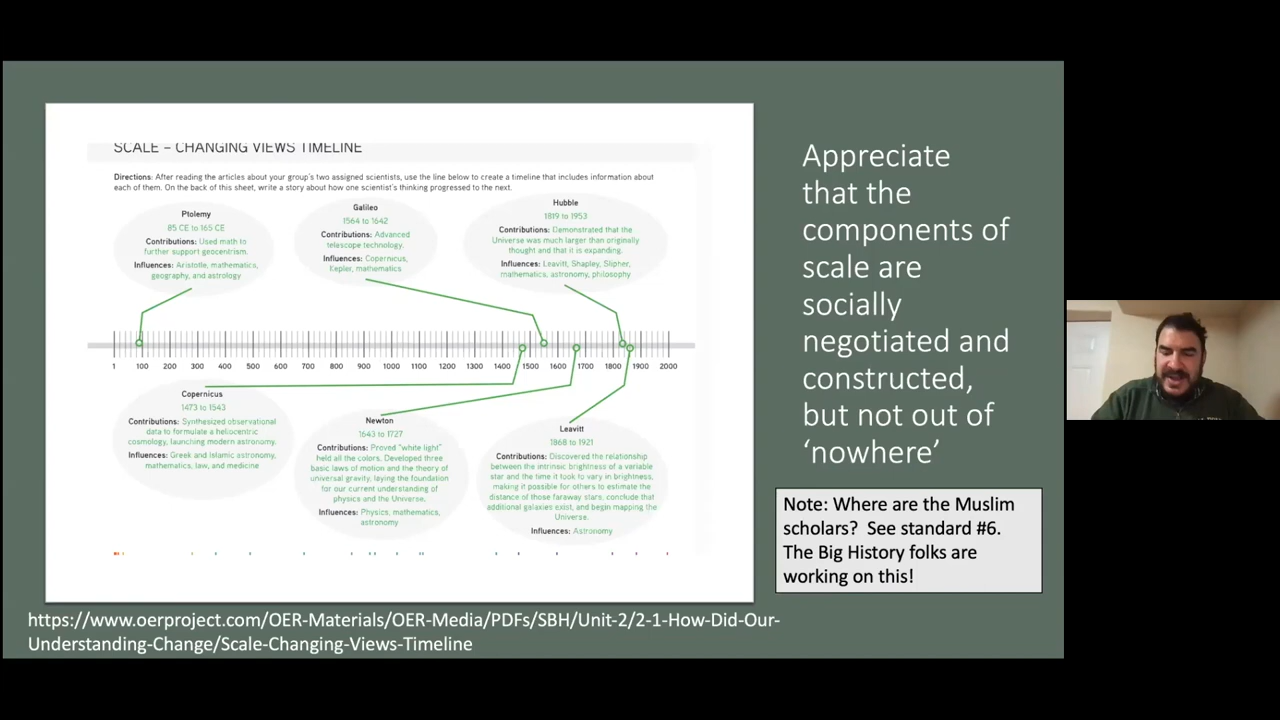 SCALE – CHANGING VIEWS TIMELINE
Directions: After reading the articles about your group's two assigned scientists, use the line below to create a timeline that includes information about
each of them. On the back of this sheet, write a story about how one scientist's thinking progressed to the next.
Ptolemy
85 CE to 165 CE
Contributions: Used math to
further support geocentrism.
Influences: Aristotle, mathematics,
geography, and astrology
Galileo
1564 to 1642
Contributions: Advanced
telescope technology.
Influences: Copernicus,
Kepler, mathematics
Hubble
1819 to 1953
Contributions: Demonstrated that the
Universe was much larger than originally
thought and that it is expanding.
Influences: Leavitt, Shapley, Slipher,
mathematics, astronomy, philosophy
1 100 200 300 400 500 600 700 800 900 1000 1100 1200 1300 1400 1500 1600 1700 1800 1900 2000
Copernicus
1473 to 1543
Contributions: Synthesized observational
data to formulate a heliocentric
cosmology, launching modern astronomy.
Influences: Greek and Islamic astronomy,
mathematics, law, and medicine
Newton
1643 to 1727
Contributions: Proved "white light"
held all the colors. Developed three
basic laws of motion and the theory of
universal gravity, laying the foundation
for our current understanding of
physics and the Universe.
Influences: Physics, mathematics,
astronomy
Leavitt
1868 to 1921
Contributions: Discovered the relationship
between the intrinsic brightness of a variable
star and the time it took to vary in brightness,
making it possible for others to estimate the
distance of those faraway stars, conclude that
additional galaxies exist, and begin mapping the
Universe.
Influences: Astronomy
https://www.oerproject.com/OER-Materials/OER-Media/PDFs/SBH/Unit-2/2-1-How-Did-Our-
Understanding-Change/Scale-Changing-Views-Timeline
Appreciate
that the
components of
scale are
socially
negotiated and
constructed,
but not out of
‘nowhere’
Note: Where are the Muslim
scholars? See standard #6.
The Big History folks are
working on this!